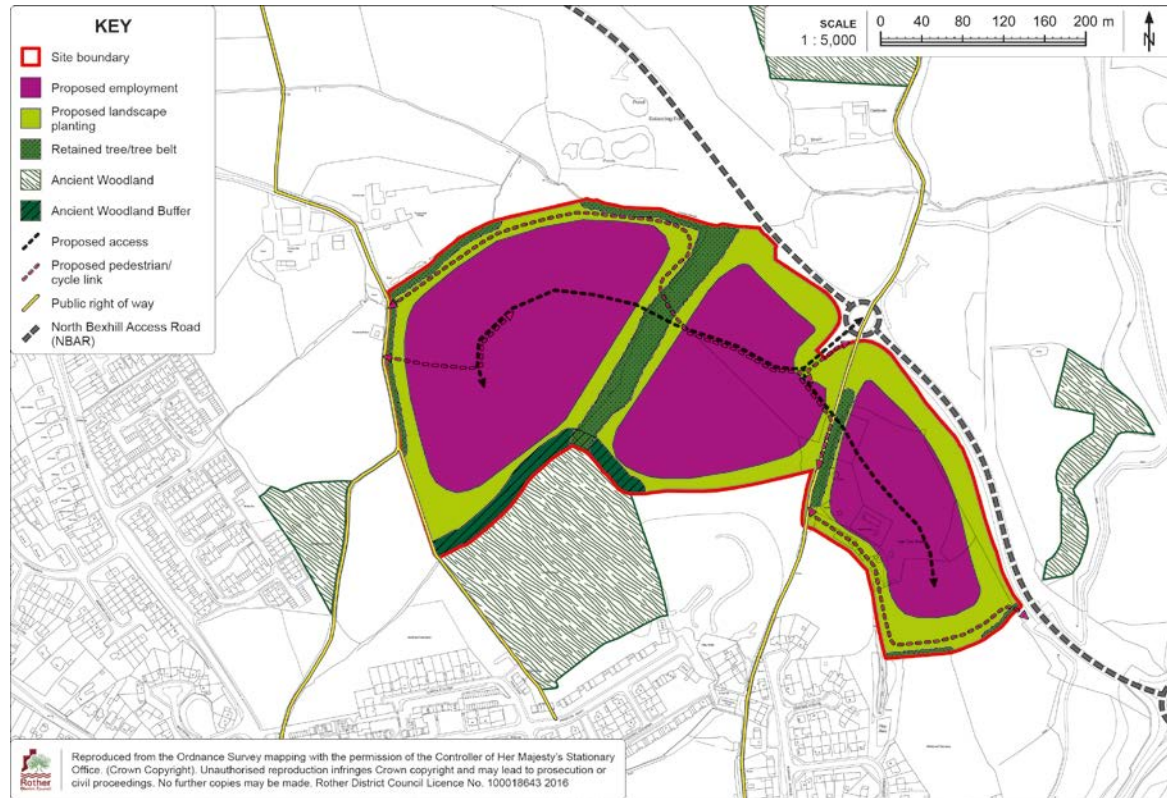 KEY
Site boundary
Proposed employment
Proposed landscape
planting
Retained tree/tree belt
Ancient Woodland
Ancient Woodland Buffer
Proposed access
Proposed pedestrian/
cycle link
Public right of way
North Bexhill Access Road
(NBAR)
SCALE
1 : 5,000
0 40 80 120 160 200 m
N
Pond
Rother
District Council
Reproduced from the Ordnance Survey mapping with the permission of the Controller of Her Majesty's Stationary
Office. (Crown Copyright). Unauthorised reproduction infringes Crown copyright and may lead to prosecution or
civil proceedings. No further copies may be made. Rother District Council Licence No. 100018643 2016